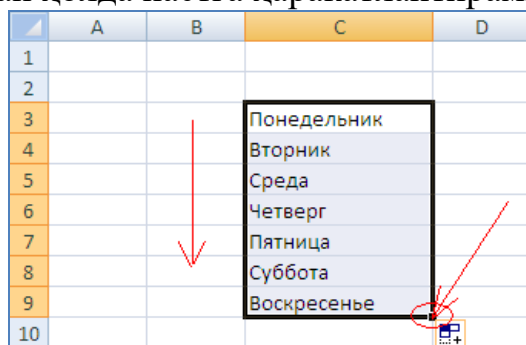 A B C D
1
2
3 Понедельник
4 Вторник
5 Среда
6 Четверг
7 Пятница
8 Суббота
9 Воскресенье
10